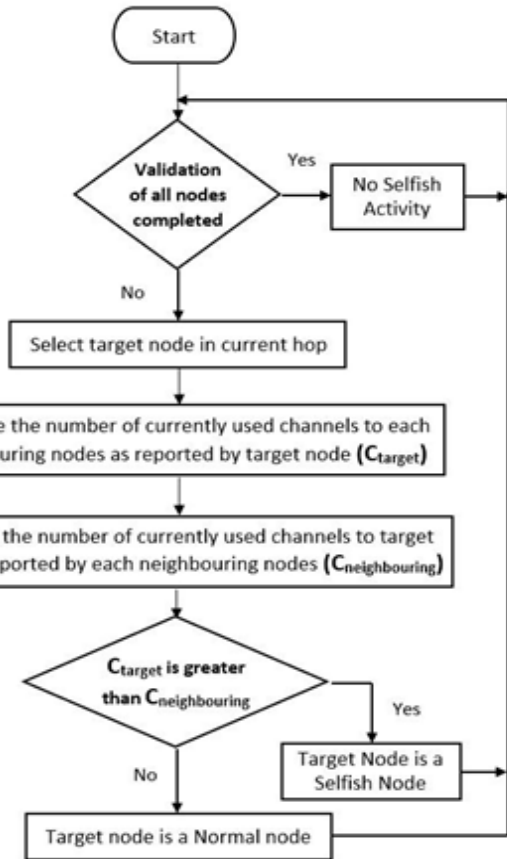 Start
Validation
of all nodes
completed
Yes
No Selfish
Activity
No
Select target node in current hop
the number of currently used channels to each
nodes as reported by target node (Ctarget)
the number of currently used channels to target
by each neighbouring nodes (Cneighbouring)
Ctarget is greater
than Cneighbouring
Yes
Target Node is a
Selfish Node
No
Target node is a Normal node